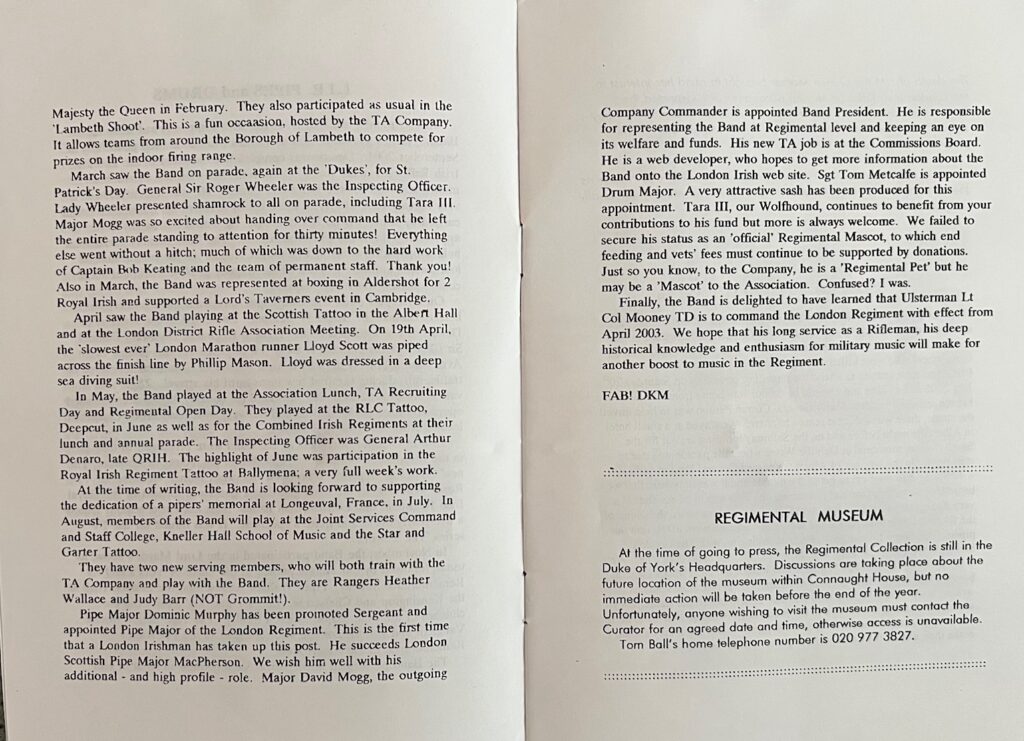 Majesty the Queen in February. They also participated as usual in the
'Lambeth Shoot'. This is a fun occaasion, hosted by the TA Company.
It allows teams from around the Borough of Lambeth to compete for
prizes on the indoor firing range.
March saw the Band on parade, again at the 'Dukes', for St.
Patrick's Day. General Sir Roger Wheeler was the Inspecting Officer.
Lady Wheeler presented shamrock to all on parade, including Tara III.
Major Mogg was so excited about handing over command that he left
the entire parade standing to attention for thirty minutes! Everything
else went without a hitch; much of which was down to the hard work
of Captain Bob Keating and the team of permanent staff. Thank you!
Also in March, the Band was represented at boxing in Aldershot for 2
Royal Irish and supported a Lord's Taverners event in Cambridge.
April saw the Band playing at the Scottish Tattoo in the Albert Hall
and at the London District Rifle Association Meeting. On 19th April,
the 'slowest ever' London Marathon runner Lloyd Scott was piped
across the finish line by Phillip Mason. Lloyd was dressed in a deep
sea diving suit!
In May, the Band played at the Association Lunch, TA Recruiting
Day and Regimental Open Day. They played at the RLC Tattoo,
Deepcut, in June as well as for the Combined Irish Regiments at their
lunch and annual parade. The Inspecting Officer was General Arthur
Denaro, late QRIH. The highlight of June was participation in the
Royal Irish Regiment Tattoo at Ballymena; a very full week's work.
At the time of writing, the Band is looking forward to supporting
the dedication of a pipers' memorial at Longeuval, France, in July. In
August, members of the Band will play at the Joint Services Command
and Staff College, Kneller Hall School of Music and the Star and
Garter Tattoo.
They have two new serving members, who will both train with the
TA Company and play with the Band. They are Rangers Heather
Wallace and Judy Barr (NOT Grommit!).
Pipe Major Dominic Murphy has been promoted Sergeant and
appointed Pipe Major of the London Regiment. This is the first time
that a London Irishman has taken up this post. He succeeds London
Scottish Pipe Major MacPherson. We wish him well with his
additional - and high profile - role. Major David Mogg, the outgoing
Company Commander is appointed Band President. He is responsible
for representing the Band at Regimental level and keeping an eye on
its welfare and funds. His new TA job is at the Commissions Board.
He is a web developer, who hopes to get more information about the
Band onto the London Irish web site. Sgt Tom Metcalfe is appointed
Drum Major. A very attractive sash has been produced for this
appointment. Tara III, our Wolfhound, continues to benefit from your
contributions to his fund but more is always welcome. We failed to
secure his status as an 'official' Regimental Mascot, to which end
feeding and vets' fees must continue to be supported by donations.
Just so you know, to the Company, he is a 'Regimental Pet' but he
may be a 'Mascot' to the Association. Confused? I was.
Finally, the Band is delighted to have learned that Ulsterman Lt
Col Mooney TD is to command the London Regiment with effect from
April 2003. We hope that his long service as a Rifleman, his deep
historical knowledge and enthusiasm for military music will make for
another boost to music in the Regiment.
FAB! DKM
REGIMENTAL MUSEUM
At the time of going to press, the Regimental Collection is still in the
Duke of York's Headquarters. Discussions are taking place about the
future location of the museum within Connaught House, but no
immediate action will be taken before the end of the year.
Unfortunately, anyone wishing to visit the museum must contact the
Curator for an agreed date and time, otherwise access is unavailable.
Tom Ball's home telephone number is 020 977 3827.